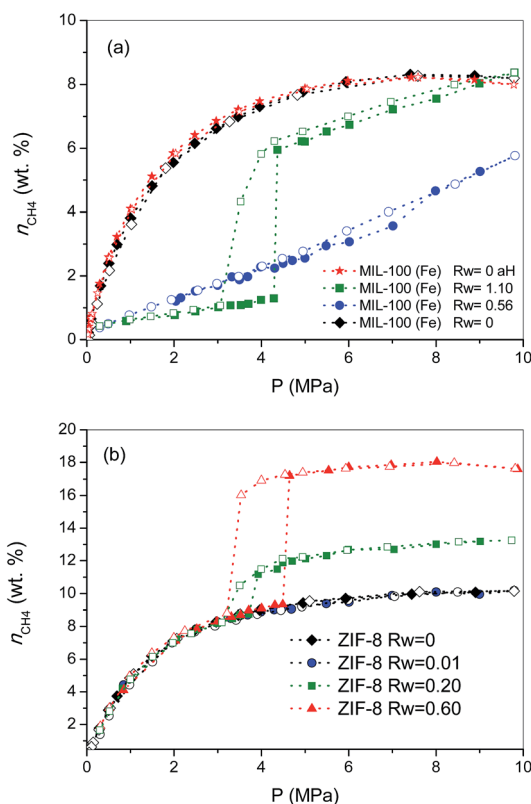 (a)
10
8
6
4
2
0
n_CH4 (wt. %)
MIL-100 (Fe) Rw= 0 aH
MIL-100 (Fe) Rw= 1.10
MIL-100 (Fe) Rw= 0.56
MIL-100 (Fe) Rw= 0
0 2 4 6 8 10
P (MPa)
(b)
18
16
14
12
10
8
6
4
2
n_CH4 (wt. %)
ZIF-8 Rw=0
ZIF-8 Rw=0.01
ZIF-8 Rw=0.20
ZIF-8 Rw=0.60
0 2 4 6 8 10
P (MPa)